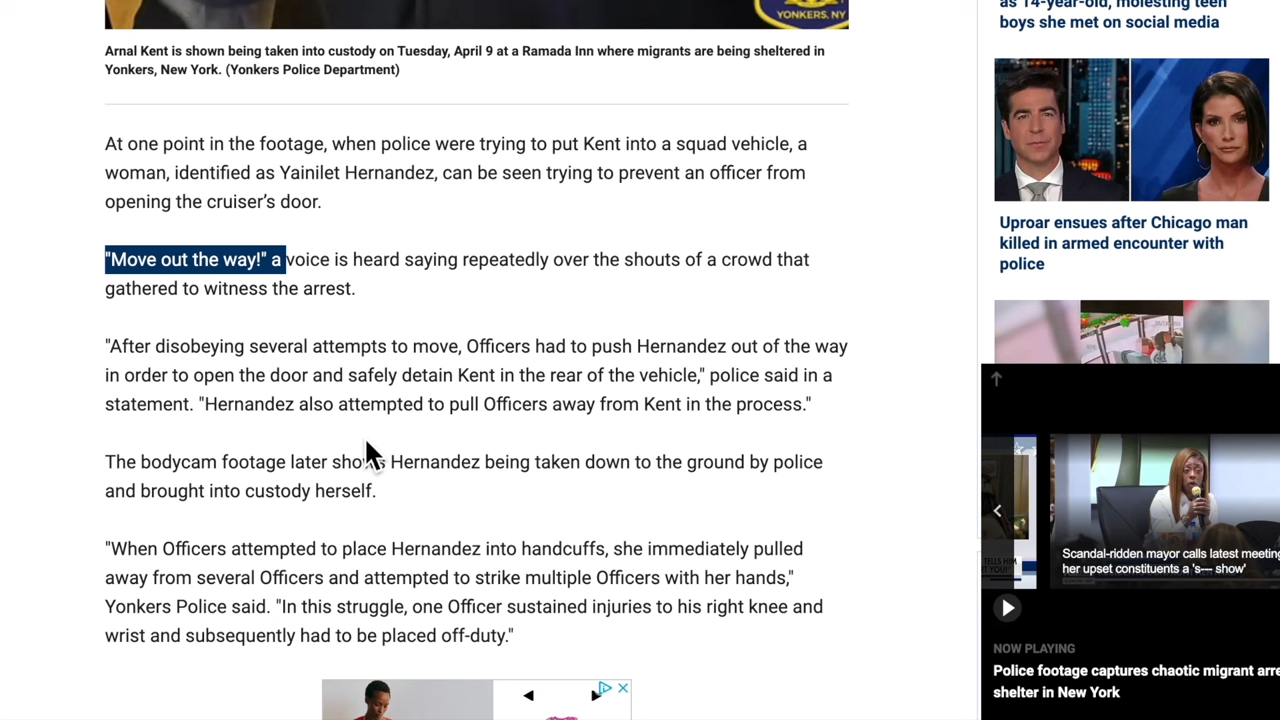 YONKERS, NY
Arnal Kent is shown being taken into custody on Tuesday, April 9 at a Ramada Inn where migrants are being sheltered in
Yonkers, New York. (Yonkers Police Department)
At one point in the footage, when police were trying to put Kent into a squad vehicle, a
woman, identified as Yainilet Hernandez, can be seen trying to prevent an officer from
opening the cruiser’s door.
"Move out the way!" a voice is heard saying repeatedly over the shouts of a crowd that
gathered to witness the arrest.
"After disobeying several attempts to move, Officers had to push Hernandez out of the way
in order to open the door and safely detain Kent in the rear of the vehicle," police said in a
statement. "Hernandez also attempted to pull Officers away from Kent in the process."
The bodycam footage later shows Hernandez being taken down to the ground by police
and brought into custody herself.
"When Officers attempted to place Hernandez into handcuffs, she immediately pulled
away from several Officers and attempted to strike multiple Officers with her hands,"
Yonkers Police said. "In this struggle, one Officer sustained injuries to his right knee and
wrist and subsequently had to be placed off-duty."
as 14-year-old, molesting teen
boys she met on social media
Uproar ensues after Chicago man
killed in armed encounter with
police
Scandal-ridden mayor calls latest meeting
her upset constituents a 's--- show'
NOW PLAYING
Police footage captures chaotic migrant arre
shelter in New York